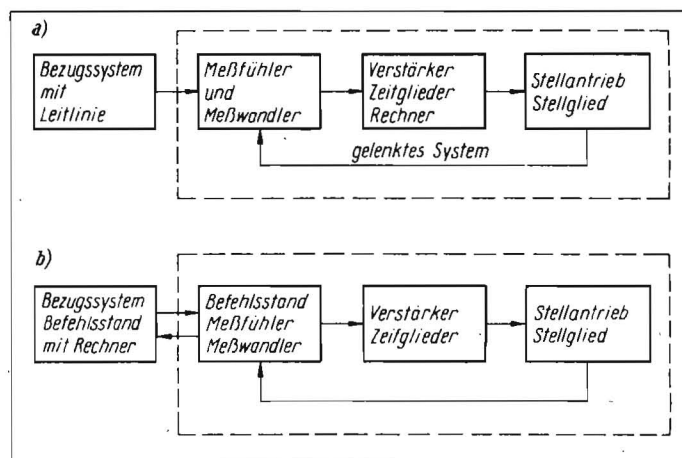 a)
Bezugssystem
mit
Leitlinie
Meßfühler
und
Meßwandler
Verstärker
Zeitglieder
Rechner
Stellantrieb
Stellglied
gelenktes System
b)
Bezugssystem
Befehlsstand
mit Rechner
Befehlsstand
Meßfühler
Meßwandler
Verstärker
Zeifglieder
Stellantrieb
Stellglied